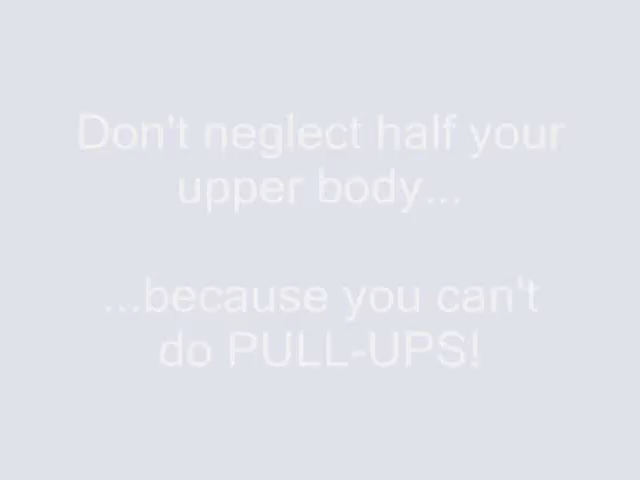 Don't neglect half your
upper body...
...because you can't
do PULL-UPS!